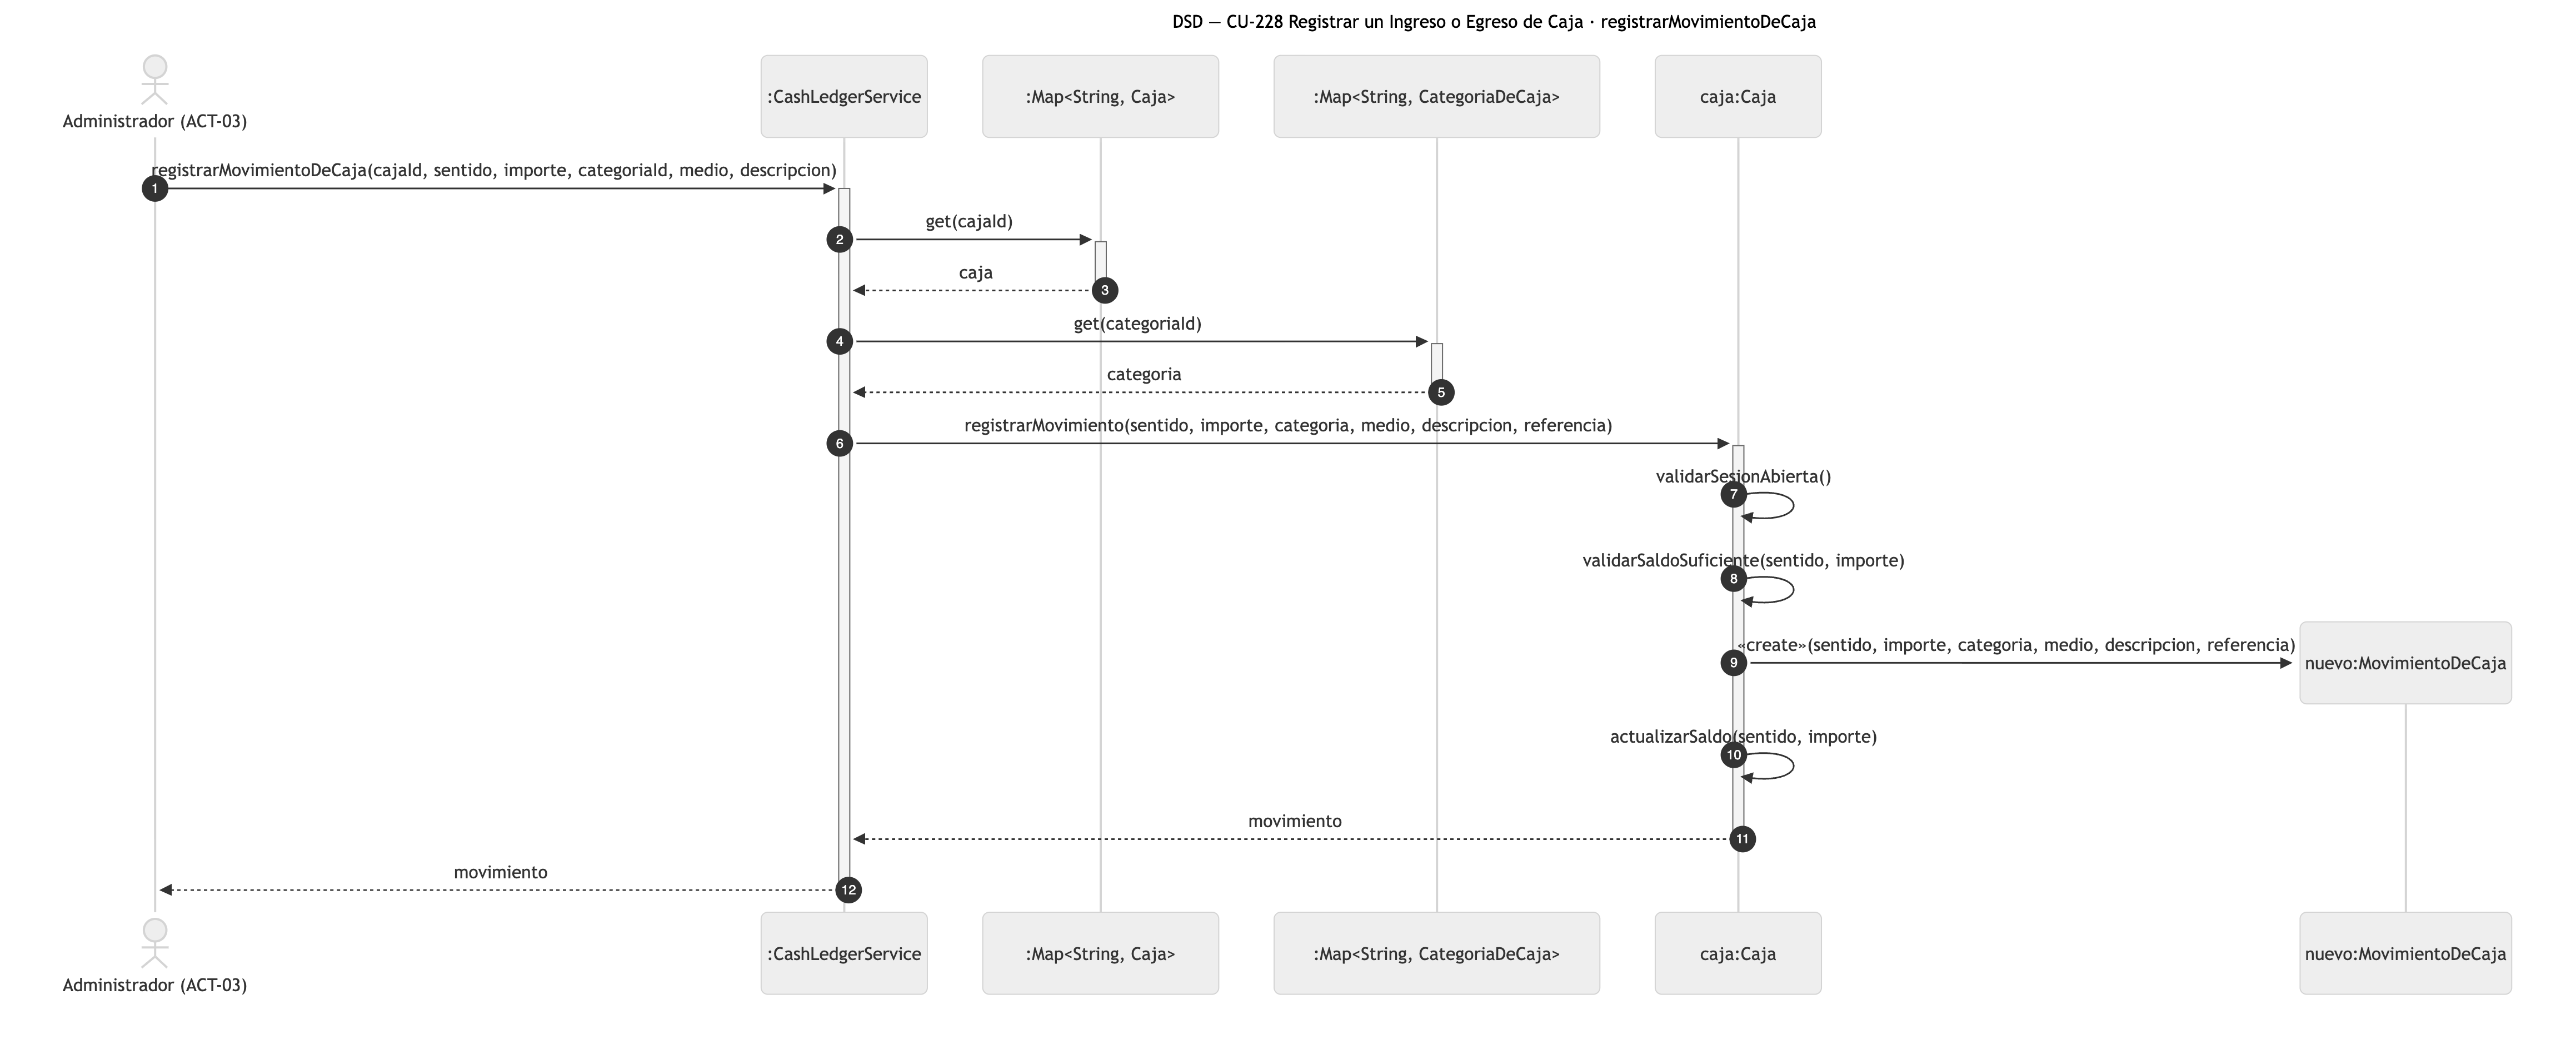 DSD — CU-228 Registrar un Ingreso o Egreso de Caja · registrarMovimientoDeCaja
:CashLedgerService
:Map<String, Caja>
:Map<String, CategoriaDeCaja>
caja:Caja
Administrador (ACT-03)
registrarMovimientoDeCaja(cajaId, sentido, importe, categoriaId, medio, descripcion)
1
get(cajaId)
2
caja
3
get(categoriaId)
4
categoria
5
registrarMovimiento(sentido, importe, categoria, medio, descripcion, referencia)
6
validarSesionAbierta()
7
validarSaldoSuficiente(sentido, importe)
8
«create»(sentido, importe, categoria, medio, descripcion, referencia)
9
nuevo:MovimientoDeCaja
actualizarSaldo(sentido, importe)
10
movimiento
11
movimiento
12
:CashLedgerService
:Map<String, Caja>
:Map<String, CategoriaDeCaja>
caja:Caja
nuevo:MovimientoDeCaja
Administrador (ACT-03)